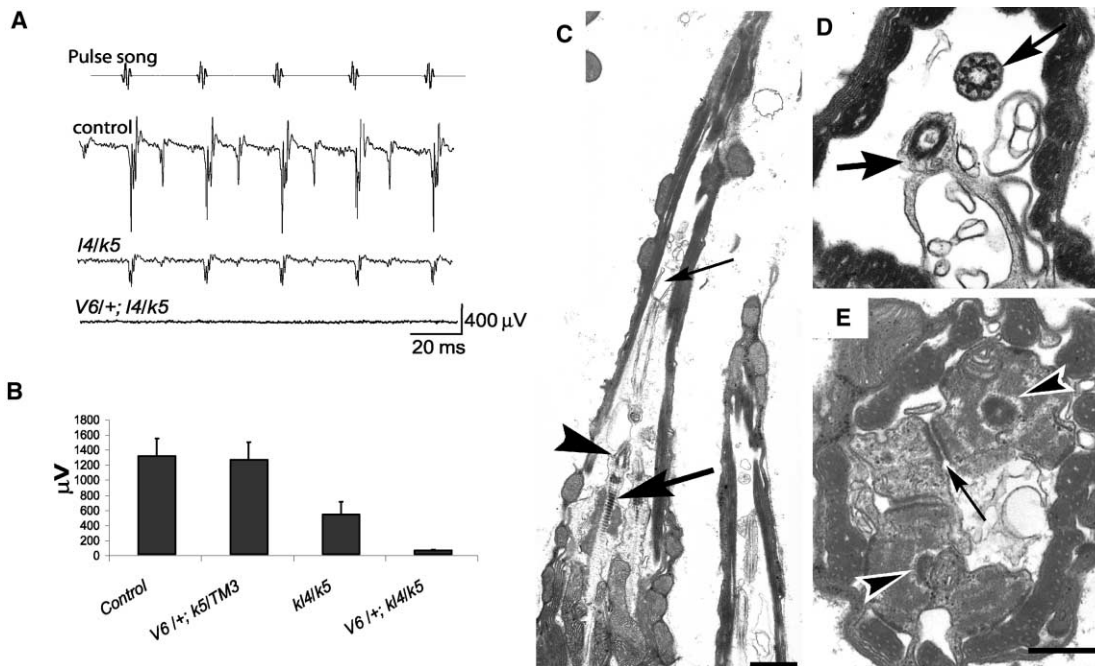 A
Pulse song
control
l4/k5
V6/+; l4/k5
400 μV
20 ms
B
μV
1800
1600
1400
1200
1000
800
600
400
200
0
Control
V6 /+; k5/TM3
kl4/k5
V6 /+; kl4/k5
C
D
E